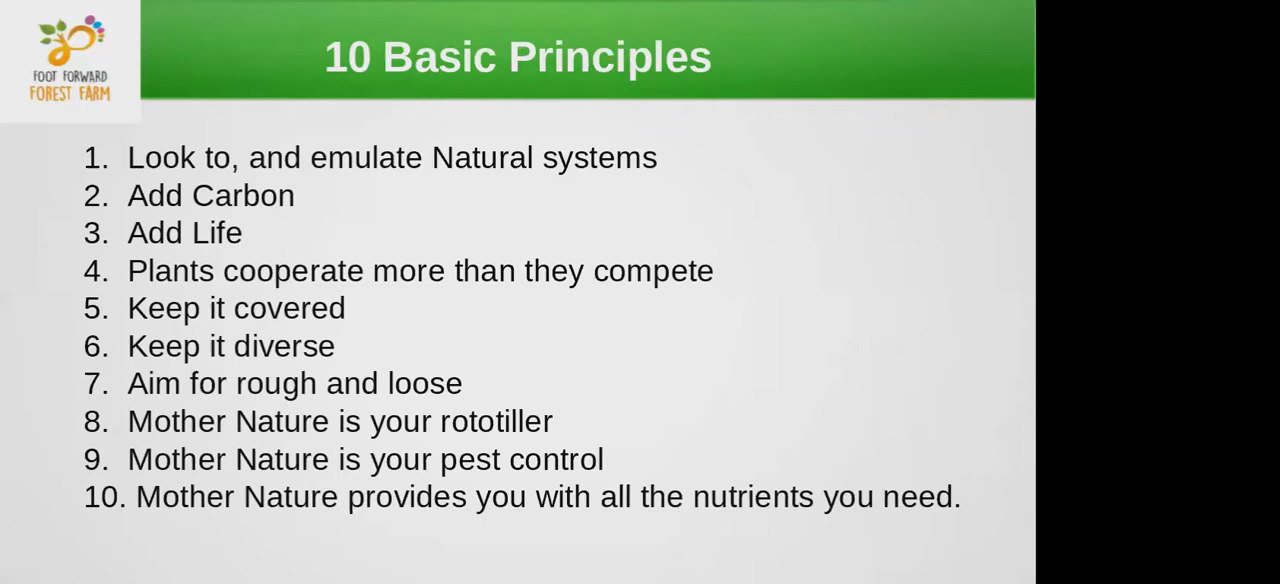 FOOT FORWARD
FOREST FARM
10 Basic Principles
1. Look to, and emulate Natural systems
2. Add Carbon
3. Add Life
4. Plants cooperate more than they compete
5. Keep it covered
6. Keep it diverse
7. Aim for rough and loose
8. Mother Nature is your rototiller
9. Mother Nature is your pest control
10. Mother Nature provides you with all the nutrients you need.